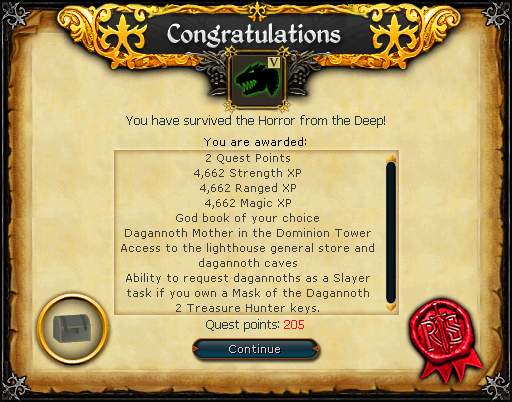 Congratulations
V
You have survived the Horror from the Deep!
You are awarded:
2 Quest Points
4,662 Strength XP
4,662 Ranged XP
4,662 Magic XP
God book of your choice
Dagannoth Mother in the Dominion Tower
Access to the lighthouse general store and
dagannoth caves
Ability to request dagannoths as a Slayer
task if you own a Mask of the Dagannoth
2 Treasure Hunter keys.
Quest points: 205
RS
Continue